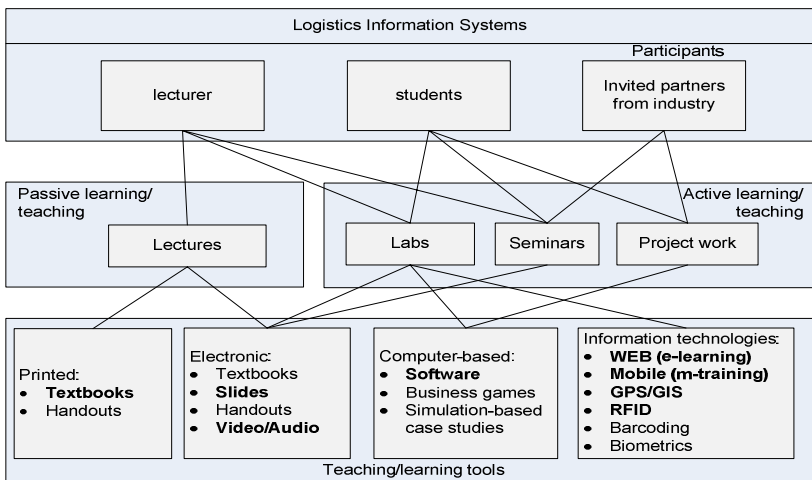 Logistics Information Systems
Participants
lecturer
students
Invited partners
from industry
Passive learning/
teaching
Active learning/
teaching
Lectures
Labs
Seminars
Project work
Printed:
• Textbooks
• Handouts
Electronic:
• Textbooks
• Slides
• Handouts
• Video/Audio
Computer-based:
• Software
• Business games
• Simulation-based
case studies
Information technologies:
• WEB (e-learning)
• Mobile (m-training)
• GPS/GIS
• RFID
• Barcoding
• Biometrics
Teaching/learning tools